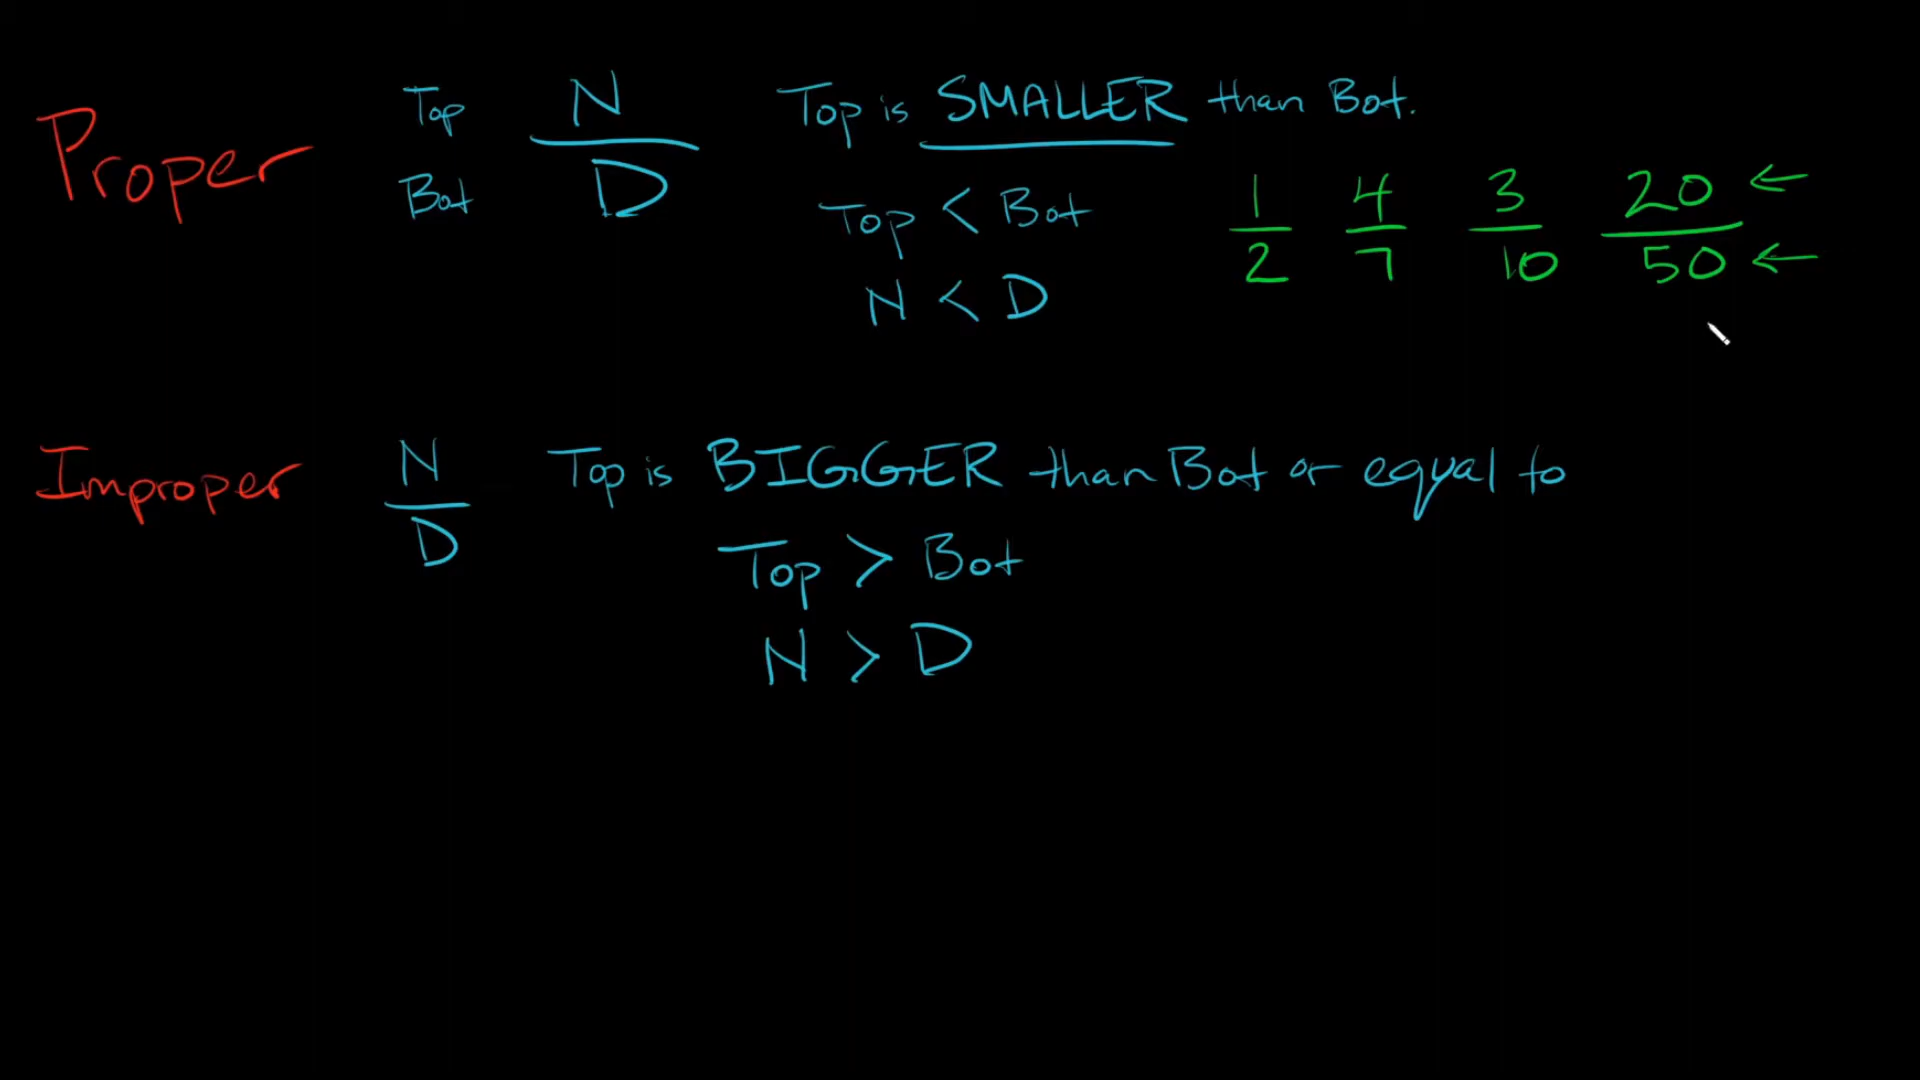 Proper
Top N
Bot D
Top is SMALLER than Bot.
Top < Bot
N < D
1/2 4/7 3/10 20/50 ← ←
Improper
N
D
Top is BIGGER than Bot or equal to
Top > Bot
N > D